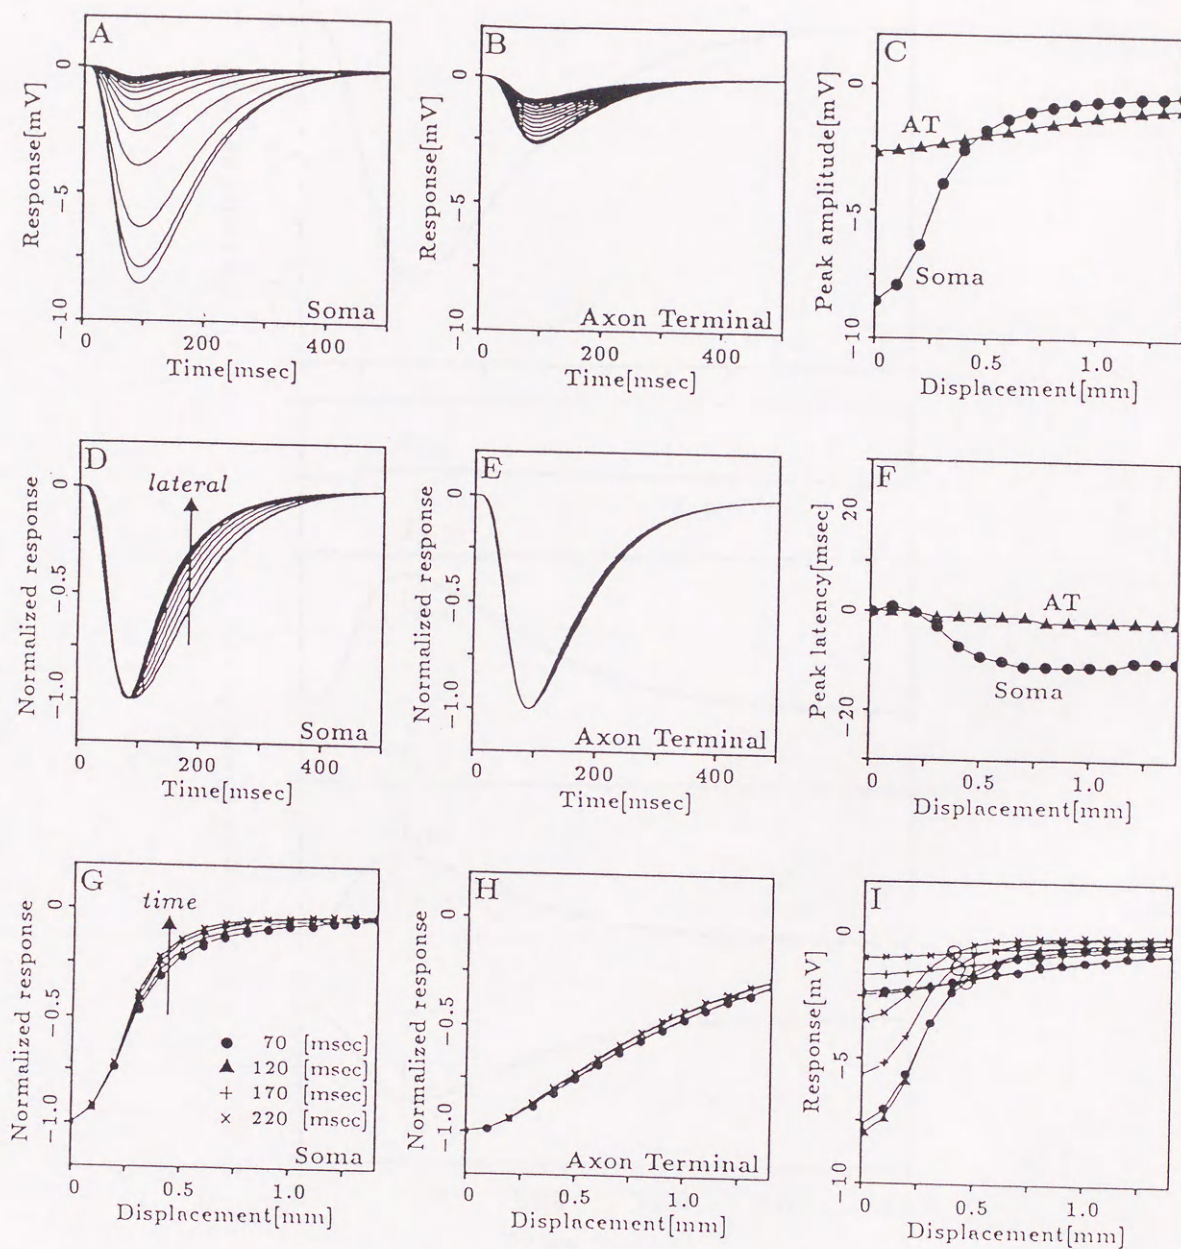 A
Response[mV]
0
−5
−10
Soma
0
200
400
Time[msec]
B
Response[mV]
0
−5
−10
Axon Terminal
0
200
400
Time[msec]
C
Peak amplitude[mV]
0
−5
−10
AT
Soma
0
0.5
1.0
Displacement[mm]
D
lateral
Normalized response
0
−0.5
−1.0
Soma
0
200
400
Time[msec]
E
Normalized response
0
−0.5
−1.0
Axon Terminal
0
200
400
Time[msec]
F
Peak latency[msec]
20
0
−20
AT
Soma
0
0.5
1.0
Displacement[mm]
G
time
Normalized response
0
−0.5
−1.0
● 70 [msec]
▲ 120 [msec]
+ 170 [msec]
× 220 [msec]
Soma
0
0.5
1.0
Displacement[mm]
H
Normalized response
0
−0.5
−1.0
Axon Terminal
0
0.5
1.0
Displacement[mm]
I
Response[mV]
0
−5
−10
0
0.5
1.0
Displacement[mm]